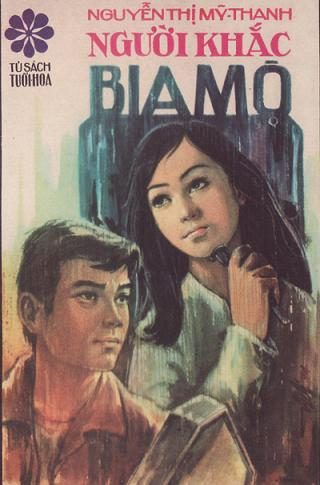 NGUYỄN THỊ MỸ-THANH
NGƯỜI KHẮC
BIA MỘ
TỦ SÁCH
TUỔI HOA